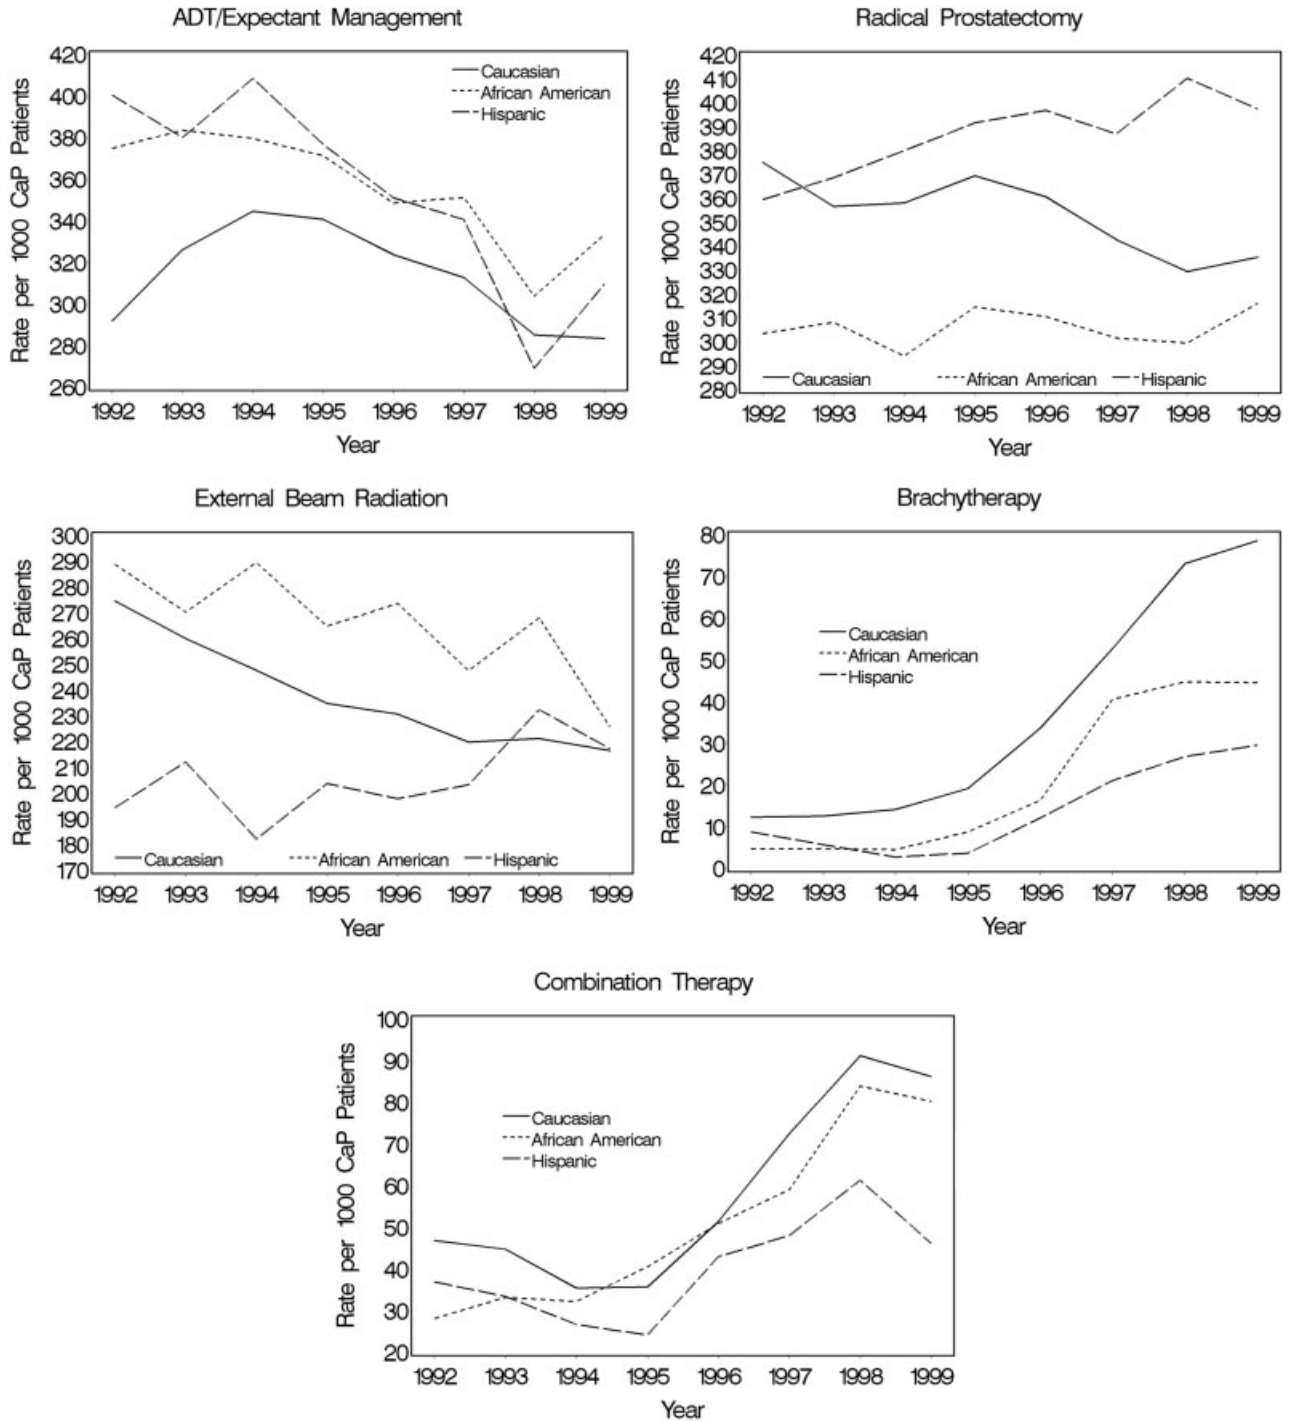 ADT/Expectant Management
Rate per 1000 CaP Patients
420
400
380
360
340
320
300
280
260
Caucasian
African American
Hispanic
1992 1993 1994 1995 1996 1997 1998 1999
Year
Radical Prostatectomy
Rate per 1000 CaP Patients
420
410
400
390
380
370
360
350
340
330
320
310
300
290
280
Caucasian African American Hispanic
1992 1993 1994 1995 1996 1997 1998 1999
Year
External Beam Radiation
Rate per 1000 CaP Patients
300
290
280
270
260
250
240
230
220
210
200
190
180
170
Caucasian African American Hispanic
1992 1993 1994 1995 1996 1997 1998 1999
Year
Brachytherapy
Rate per 1000 CaP Patients
80
70
60
50
40
30
20
10
0
Caucasian
African American
Hispanic
1992 1993 1994 1995 1996 1997 1998 1999
Year
Combination Therapy
Rate per 1000 CaP Patients
100
90
80
70
60
50
40
30
20
Caucasian
African American
Hispanic
1992 1993 1994 1995 1996 1997 1998 1999
Year